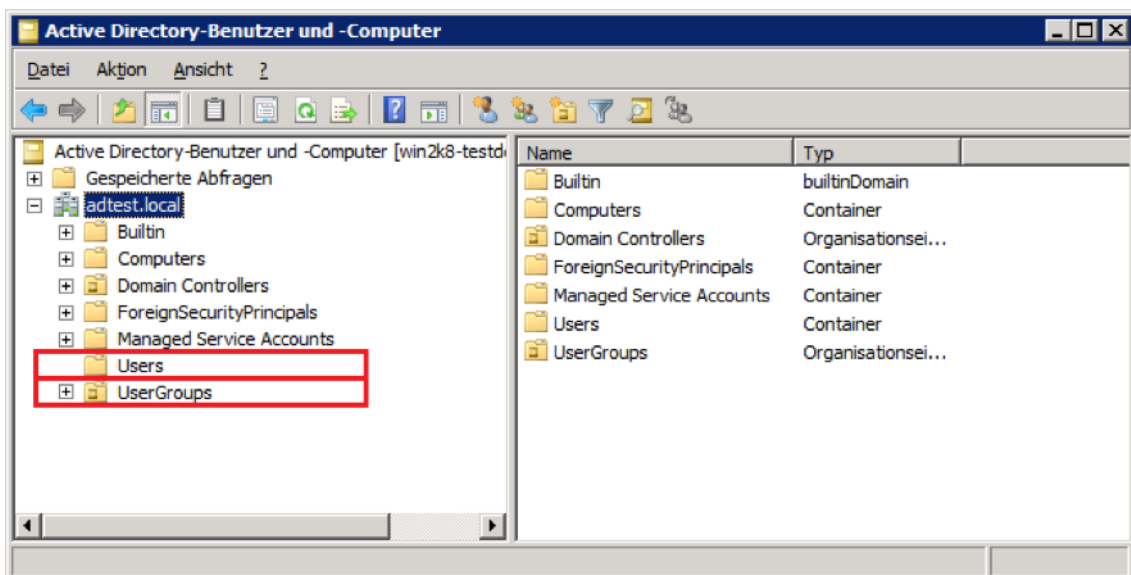 Active Directory-Benutzer und -Computer
Datei Aktion Ansicht ?
Active Directory-Benutzer und -Computer [win2k8-testd
Gespeicherte Abfragen
adtest.local
Builtin
Computers
Domain Controllers
ForeignSecurityPrincipals
Managed Service Accounts
Users
UserGroups
Name Typ
Builtin builtinDomain
Computers Container
Domain Controllers Organisationsei...
ForeignSecurityPrincipals Container
Managed Service Accounts Container
Users Container
UserGroups Organisationsei...